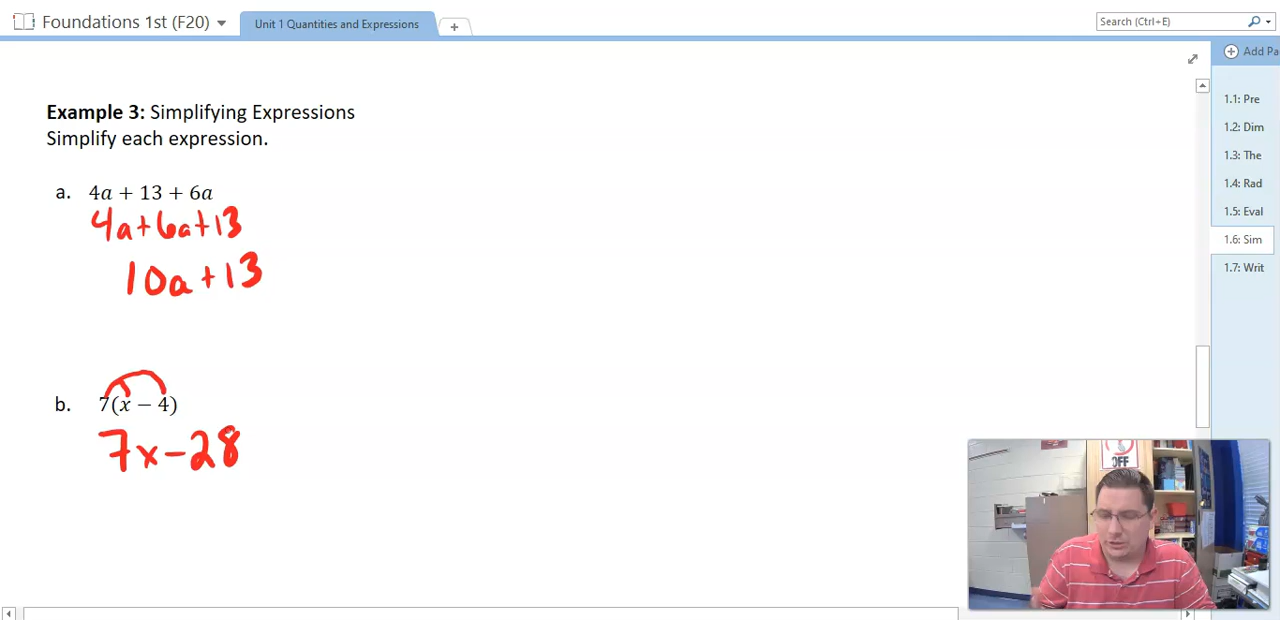 Foundations 1st (F20)
Unit 1 Quantities and Expressions
+
Search (Ctrl+E)
Add Pa
Example 3: Simplifying Expressions
Simplify each expression.
a. 4a + 13 + 6a
4a+6a+13
10a+13
b. 7(x − 4)
7x−28
1.1: Pre
1.2: Dim
1.3: The
1.4: Rad
1.5: Eval
1.6: Sim
1.7: Writ
OFF